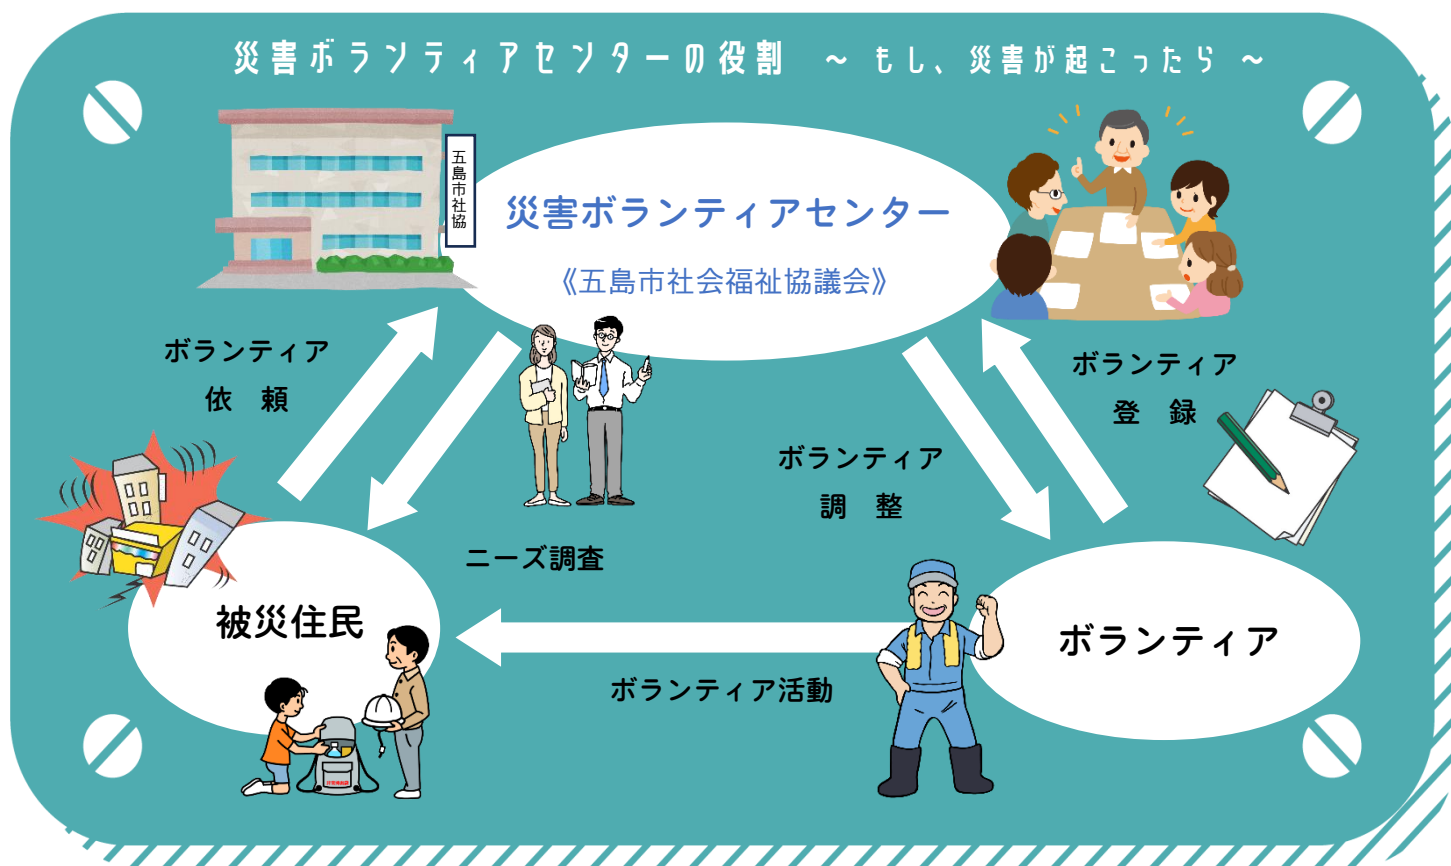 災害ボランティアセンターの役割 ～ もし、災害が起こったら ～
五島市社協
災害ボランティアセンター
《五島市社会福祉協議会》
ボランティア
依 頼
ボランティア
登 録
ボランティア
調 整
ニーズ調査
被災住民
ボランティア
ボランティア活動